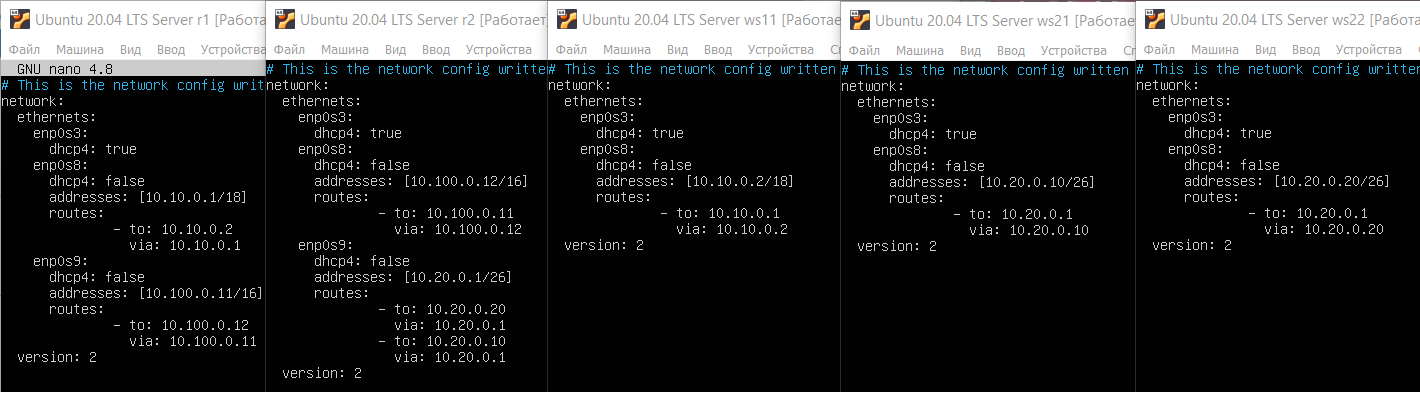 Ubuntu 20.04 LTS Server r1 [Работает
Файл Машина Вид Ввод Устройства
GNU nano 4.8
# This is the network config writt
network:
ethernets:
enp0s3:
dhcp4: true
enp0s8:
dhcp4: false
addresses: [10.10.0.1/18]
routes:
- to: 10.10.0.2
via: 10.10.0.1
enp0s9:
dhcp4: false
addresses: [10.100.0.11/16]
routes:
- to: 10.100.0.12
via: 10.100.0.11
version: 2
Ubuntu 20.04 LTS Server r2 [Работает
Файл Машина Вид Ввод Устройства
# This is the network config written
network:
ethernets:
enp0s3:
dhcp4: true
enp0s8:
dhcp4: false
addresses: [10.100.0.12/16]
routes:
- to: 10.100.0.11
via: 10.100.0.12
enp0s9:
dhcp4: false
addresses: [10.20.0.1/26]
routes:
- to: 10.20.0.20
via: 10.20.0.1
- to: 10.20.0.10
via: 10.20.0.1
version: 2
Ubuntu 20.04 LTS Server ws11 [Работае
Файл Машина Вид Ввод Устройства Сп
# This is the network config written
network:
ethernets:
enp0s3:
dhcp4: true
enp0s8:
dhcp4: false
addresses: [10.10.0.2/18]
routes:
- to: 10.10.0.1
via: 10.10.0.2
version: 2
Ubuntu 20.04 LTS Server ws21 [Работае
Файл Машина Вид Ввод Устройства Сп
# This is the network config written
network:
ethernets:
enp0s3:
dhcp4: true
enp0s8:
dhcp4: false
addresses: [10.20.0.10/26]
routes:
- to: 10.20.0.1
via: 10.20.0.10
version: 2
Ubuntu 20.04 LTS Server ws22 [Работае
Файл Машина Вид Ввод Устройства
# This is the network config written
network:
ethernets:
enp0s3:
dhcp4: true
enp0s8:
dhcp4: false
addresses: [10.20.0.20/26]
routes:
- to: 10.20.0.1
via: 10.20.0.20
version: 2